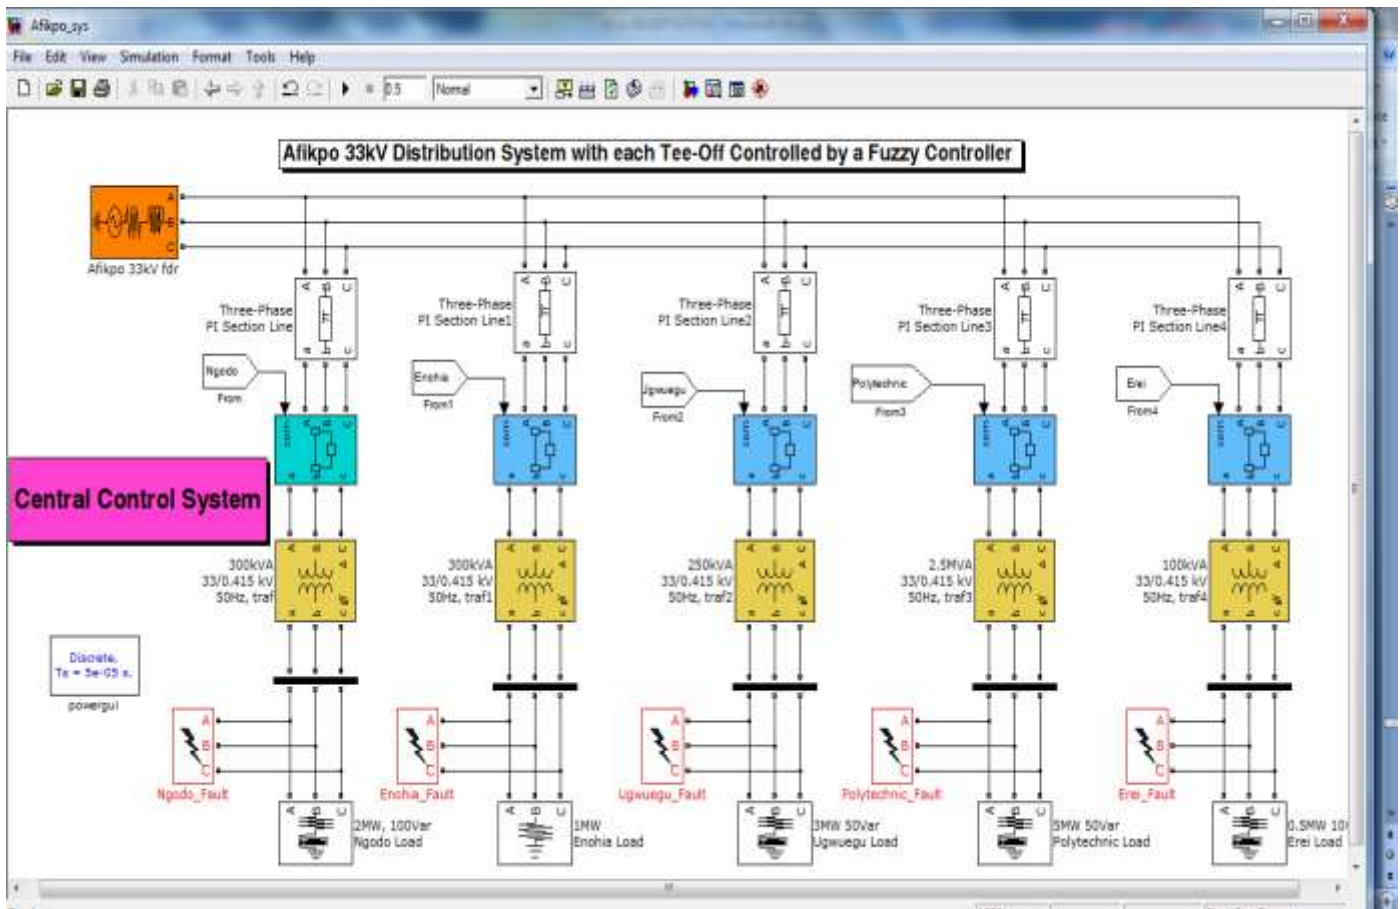 Afikpo_sys
File Edit View Simulation Format Tools Help
0.5 Normal
Afikpo 33kV Distribution System with each Tee-Off Controlled by a Fuzzy Controller
A
B
C
Afikpo 33kV fdr
A B C A B C A B C A B C A B C
Three-Phase
PI Section Line
Three-Phase
PI Section Line1
Three-Phase
PI Section Line2
Three-Phase
PI Section Line3
Three-Phase
PI Section Line4
a b c a b c a b c a b c a b c
Ngodo
From
Enohia
From1
Ugwuegu
From2
Polytechnic
From3
Erei
From4
com A B C com A B C com A B C com A B C com A B C
a b c a b c a b c a b c a b c
Central Control System
A B C A B C A B C A B C A B C
300kVA
33/0.415 kV
50Hz, traf
300kVA
33/0.415 kV
50Hz, traf1
250kVA
33/0.415 kV
50Hz, traf2
2.5MVA
33/0.415 kV
50Hz, traf3
100kVA
33/0.415 kV
50Hz, traf4
a b c a b c a b c a b c a b c
Discrete,
Ts = 5e-05 s.
powergui
A
B
C
Ngodo_Fault
A
B
C
Enohia_Fault
A
B
C
Ugwuegu_Fault
A
B
C
Polytechnic_Fault
A
B
C
Erei_Fault
A B C A B C A B C A B C A B C
2MW, 100Var
Ngodo Load
1MW
Enohia Load
3MW 50Var
Ugwuegu Load
5MW 50Var
Polytechnic Load
0.5MW
Erei Load